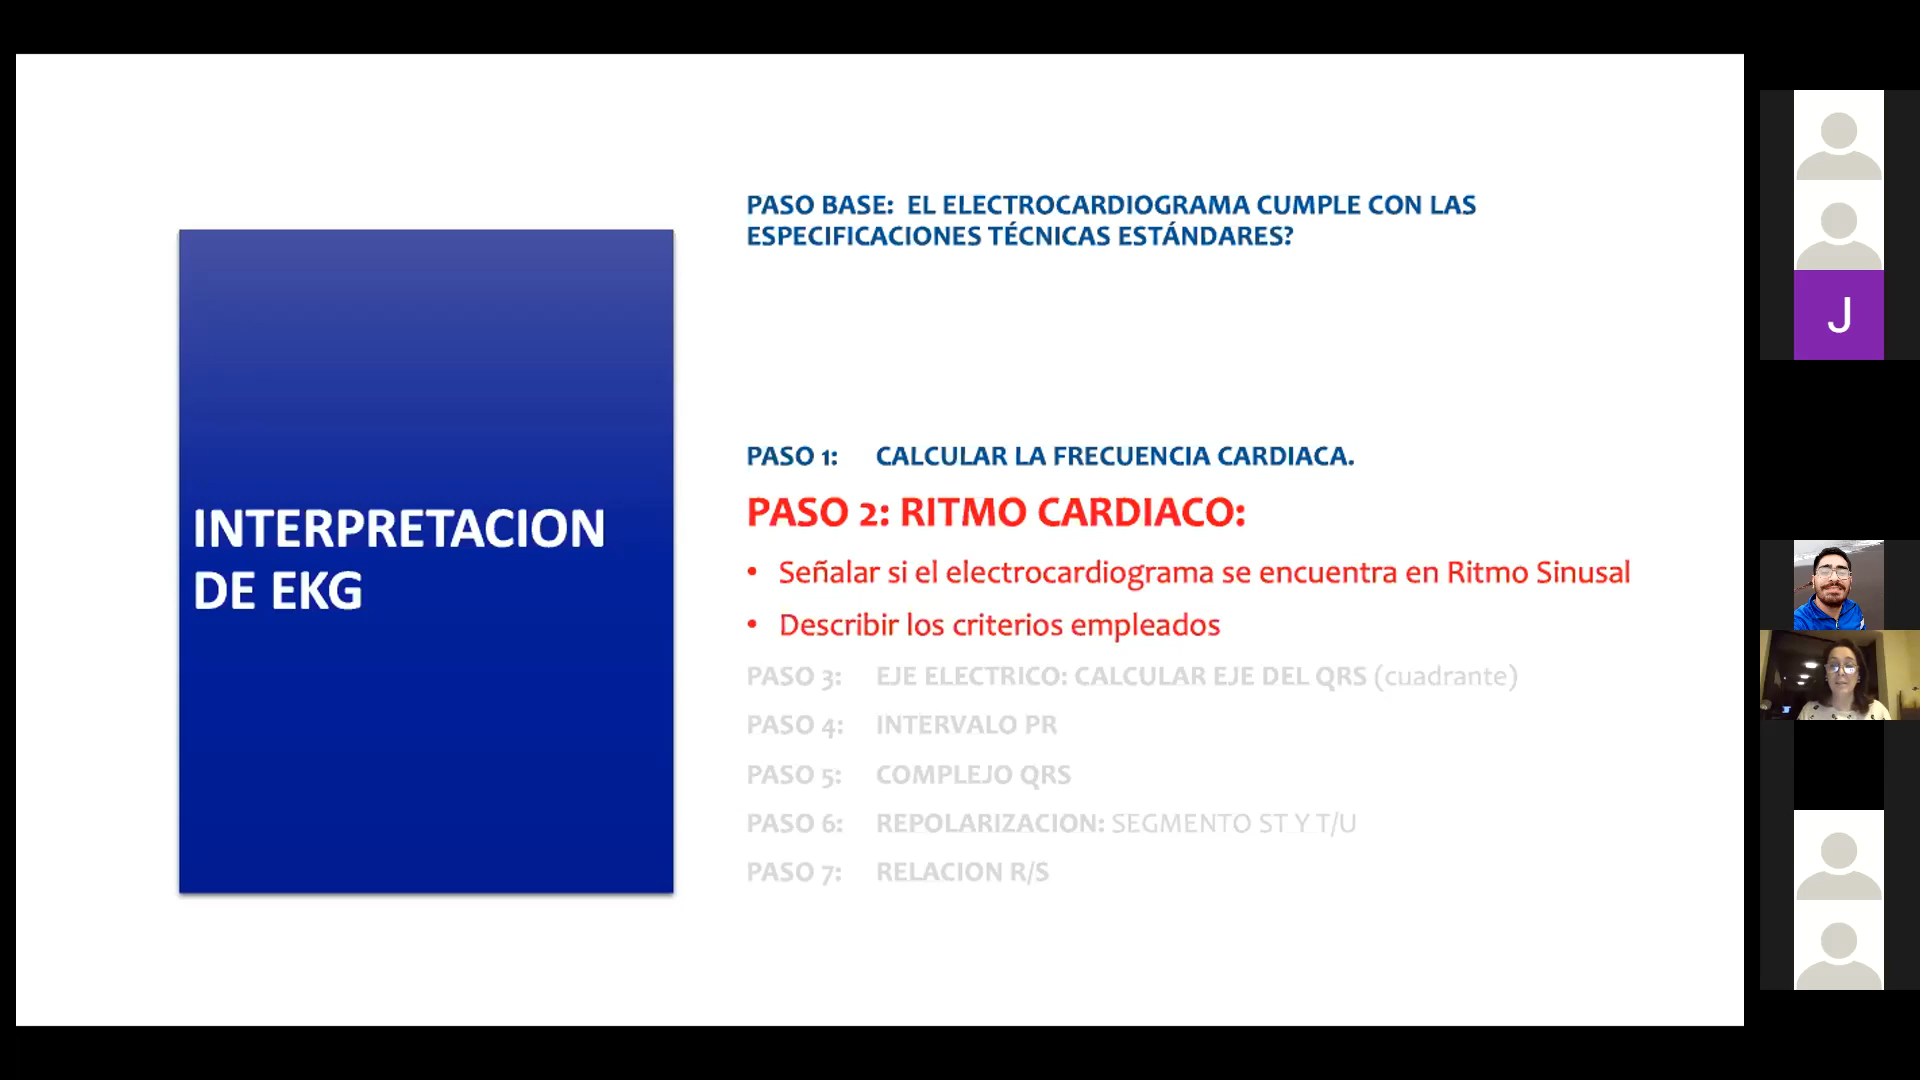 INTERPRETACION
DE EKG
PASO BASE: EL ELECTROCARDIOGRAMA CUMPLE CON LAS
ESPECIFICACIONES TÉCNICAS ESTÁNDARES?
PASO 1: CALCULAR LA FRECUENCIA CARDIACA.
PASO 2: RITMO CARDIACO:
• Señalar si el electrocardiograma se encuentra en Ritmo Sinusal
• Describir los criterios empleados
PASO 3: EJE ELECTRICO: CALCULAR EJE DEL QRS (cuadrante)
PASO 4: INTERVALO PR
PASO 5: COMPLEJO QRS
PASO 6: REPOLARIZACION: SEGMENTO ST Y T/U
PASO 7: RELACION R/S
J